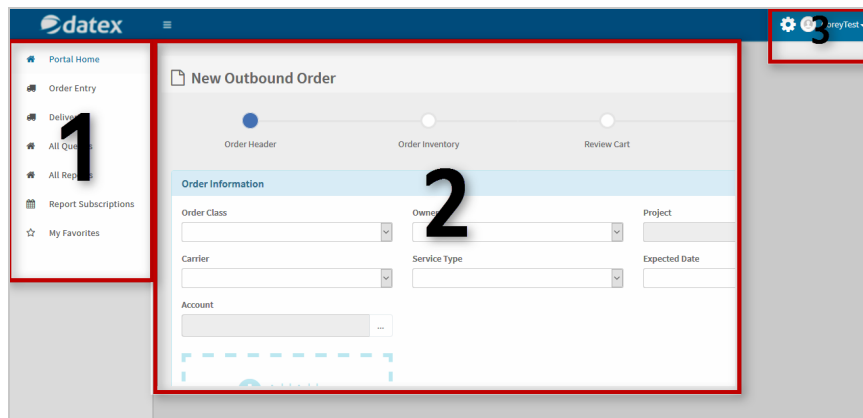 datex
Portal Home
Order Entry
All
All
Report Subscriptions
My Favorites
1
New Outbound Order
Order Header Order Inventory Review Cart
Order Information
Order Class Project
Carrier Service Type Expected Date
Account
...
2
3